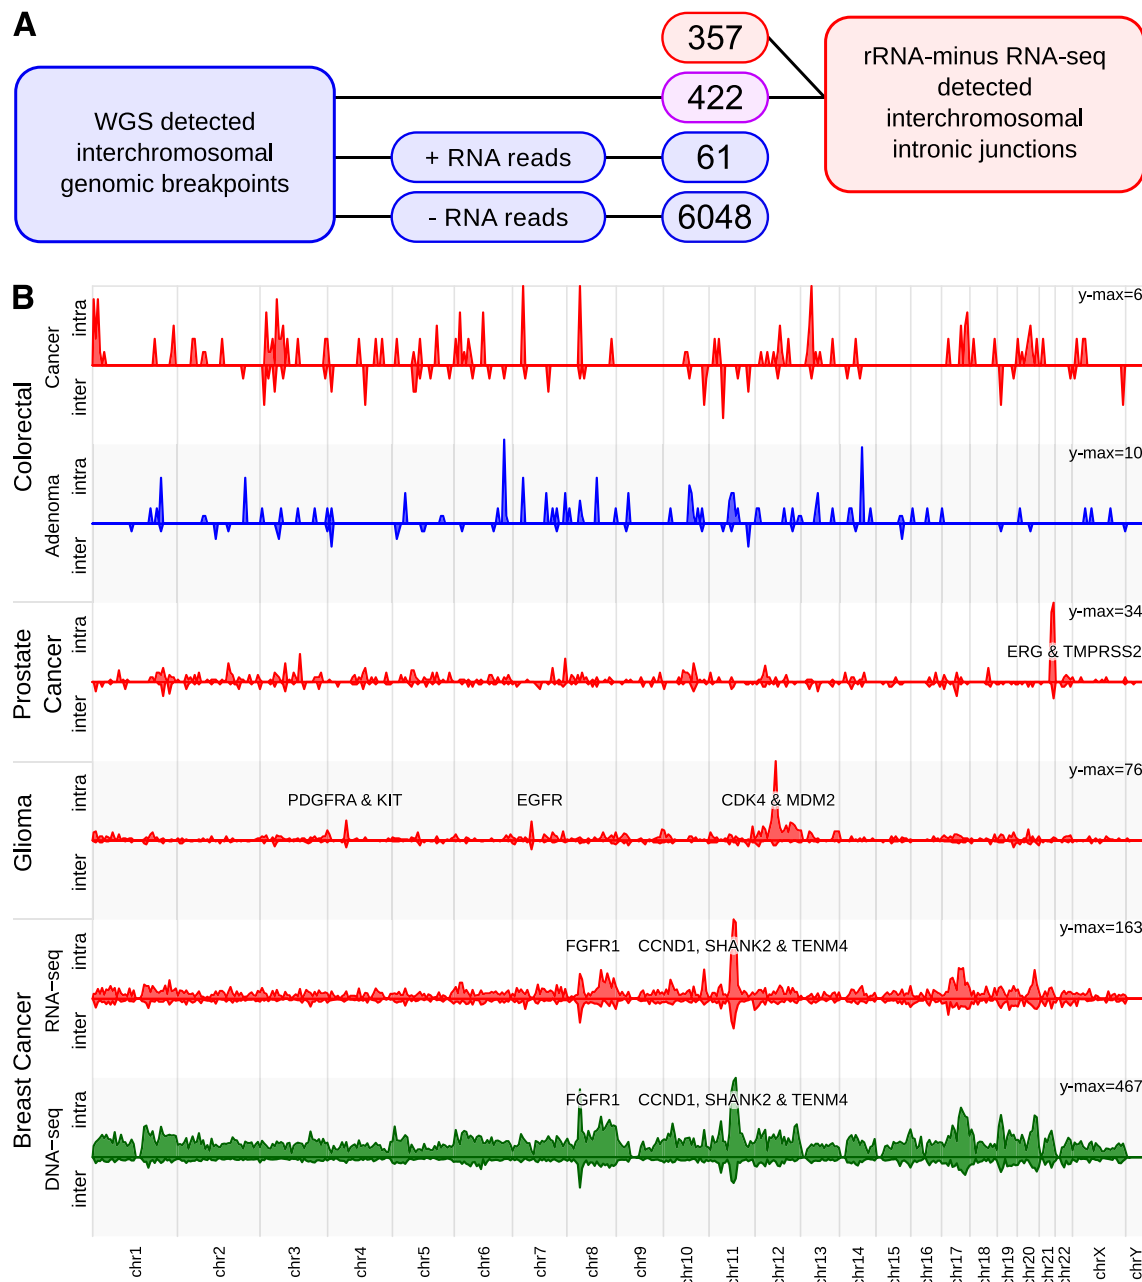 A
WGS detected
interchromosomal
genomic breakpoints
+ RNA reads
- RNA reads
357
422
61
6048
rRNA-minus RNA-seq
detected
interchromosomal
intronic junctions
B
Colorectal
Cancer
intra
inter
y-max=6
Adenoma
intra
inter
y-max=10
Prostate
Cancer
intra
inter
y-max=34
ERG & TMPRSS2
Glioma
intra
inter
y-max=76
PDGFRA & KIT
EGFR
CDK4 & MDM2
Breast Cancer
RNA−seq
intra
inter
y-max=163
FGFR1
CCND1, SHANK2 & TENM4
DNA−seq
intra
inter
y-max=467
FGFR1
CCND1, SHANK2 & TENM4
chr1
chr2
chr3
chr4
chr5
chr6
chr7
chr8
chr9
chr10
chr11
chr12
chr13
chr14
chr15
chr16
chr17
chr18
chr19
chr20
chr21
chr22
chrX
chrY